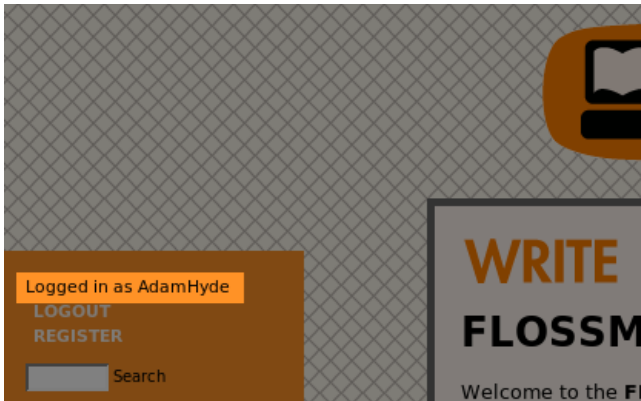 Logged in as AdamHyde
LOGOUT
REGISTER
Search
WRITE
FLOSSM
Welcome to the F